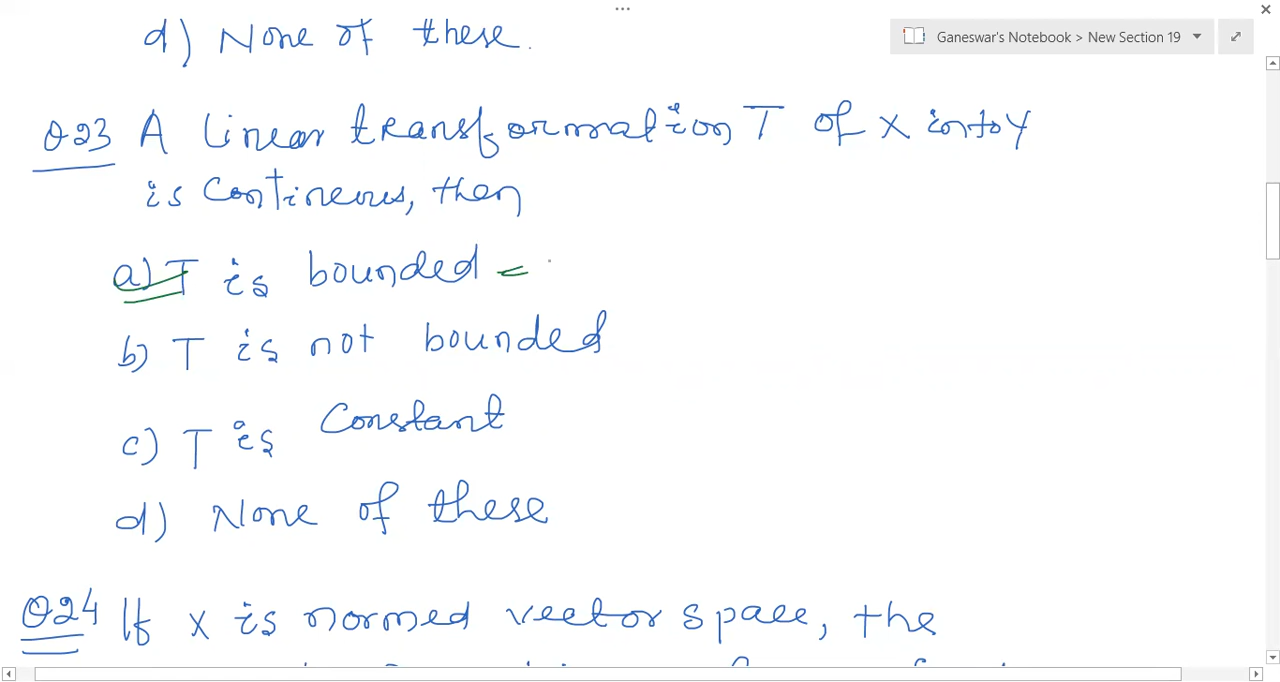 ...
Ganeswar's Notebook > New Section 19
d) None of these.
Q23 A linear transformation T of X into Y
is Contineous, then
a) T is bounded
b) T is not bounded
c) T is Constant
d) None of these
Q24 If X is normed vector space, the